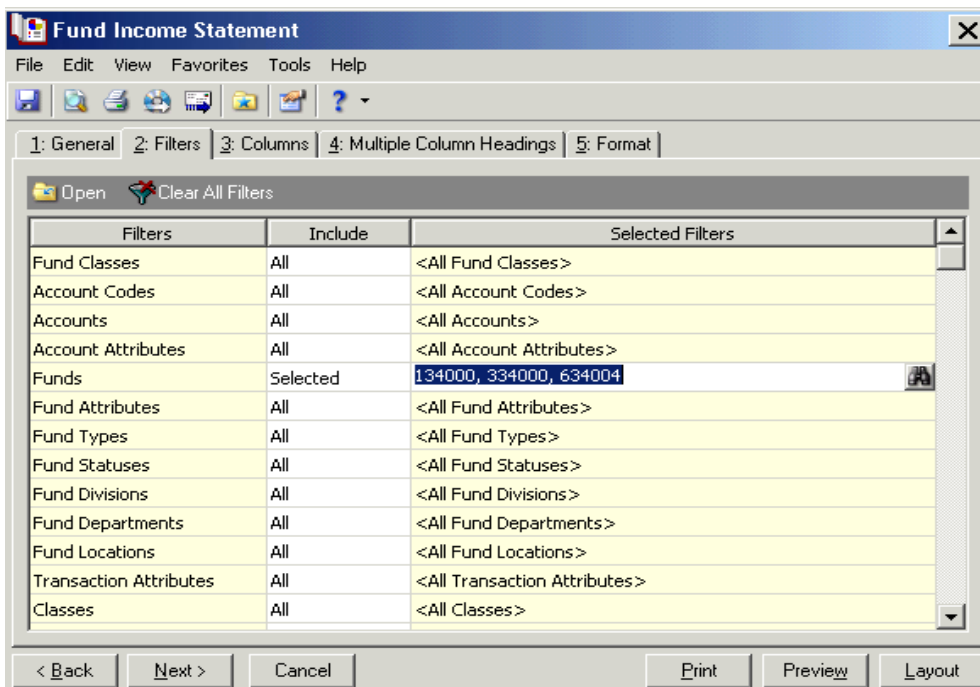 Fund Income Statement
File Edit View Favorites Tools Help
?
1: General 2: Filters 3: Columns 4: Multiple Column Headings 5: Format
Open Clear All Filters
Filters Include Selected Filters
Fund Classes All <All Fund Classes>
Account Codes All <All Account Codes>
Accounts All <All Accounts>
Account Attributes All <All Account Attributes>
Funds Selected 134000, 334000, 634004
Fund Attributes All <All Fund Attributes>
Fund Types All <All Fund Types>
Fund Statuses All <All Fund Statuses>
Fund Divisions All <All Fund Divisions>
Fund Departments All <All Fund Departments>
Fund Locations All <All Fund Locations>
Transaction Attributes All <All Transaction Attributes>
Classes All <All Classes>
< Back Next > Cancel Print Preview Layout